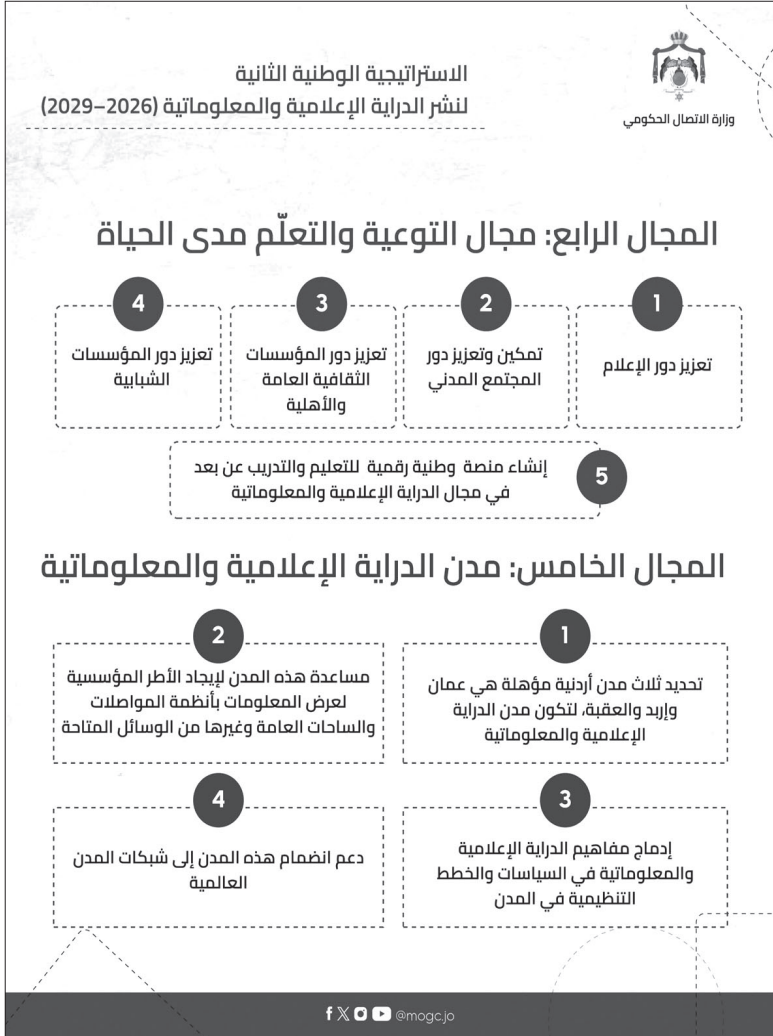 الاستراتيجية الوطنية الثانية
لنشر الدراية الإعلامية والمعلوماتية (2026–2029)
وزارة الاتصال الحكومي
المجال الرابع: مجال التوعية والتعلّم مدى الحياة
1
تعزيز دور الإعلام
2
تمكين وتعزيز دور
المجتمع المدني
3
تعزيز دور المؤسسات
الثقافية العامة
والأهلية
4
تعزيز دور المؤسسات
الشبابية
5
إنشاء منصة وطنية رقمية للتعليم والتدريب عن بعد
في مجال الدراية الإعلامية والمعلوماتية
المجال الخامس: مدن الدراية الإعلامية والمعلوماتية
1
تحديد ثلاث مدن أردنية مؤهلة هي عمان
وإربد والعقبة، لتكون مدن الدراية
الإعلامية والمعلوماتية
2
مساعدة هذه المدن لإيجاد الأطر المؤسسية
لعرض المعلومات بأنظمة المواصلات
والساحات العامة وغيرها من الوسائل المتاحة
3
إدماج مفاهيم الدراية الإعلامية
والمعلوماتية في السياسات والخطط
التنظيمية في المدن
4
دعم انضمام هذه المدن إلى شبكات المدن
العالمية
@mogc.jo